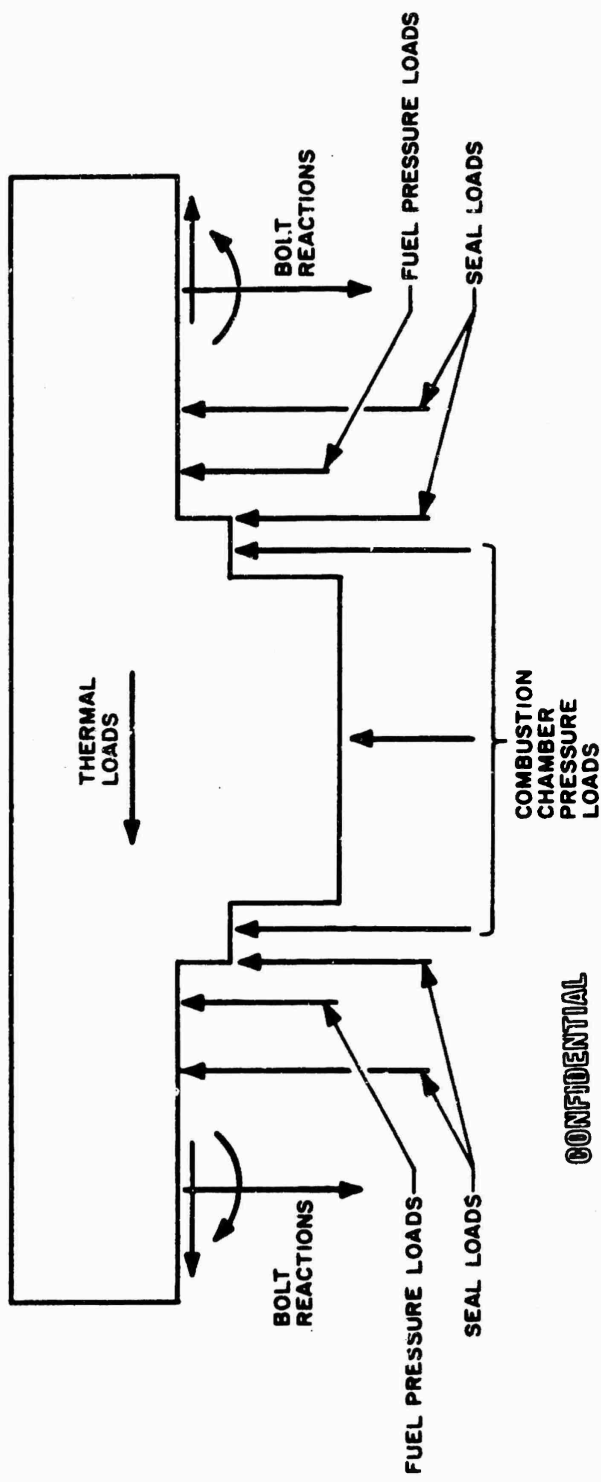 THERMAL
LOADS
BOLT
REACTIONS
BOLT
REACTIONS
FUEL PRESSURE LOADS
SEAL LOADS
FUEL PRESSURE LOADS
SEAL LOADS
COMBUSTION
CHAMBER
PRESSURE
LOADS
CONFIDENTIAL